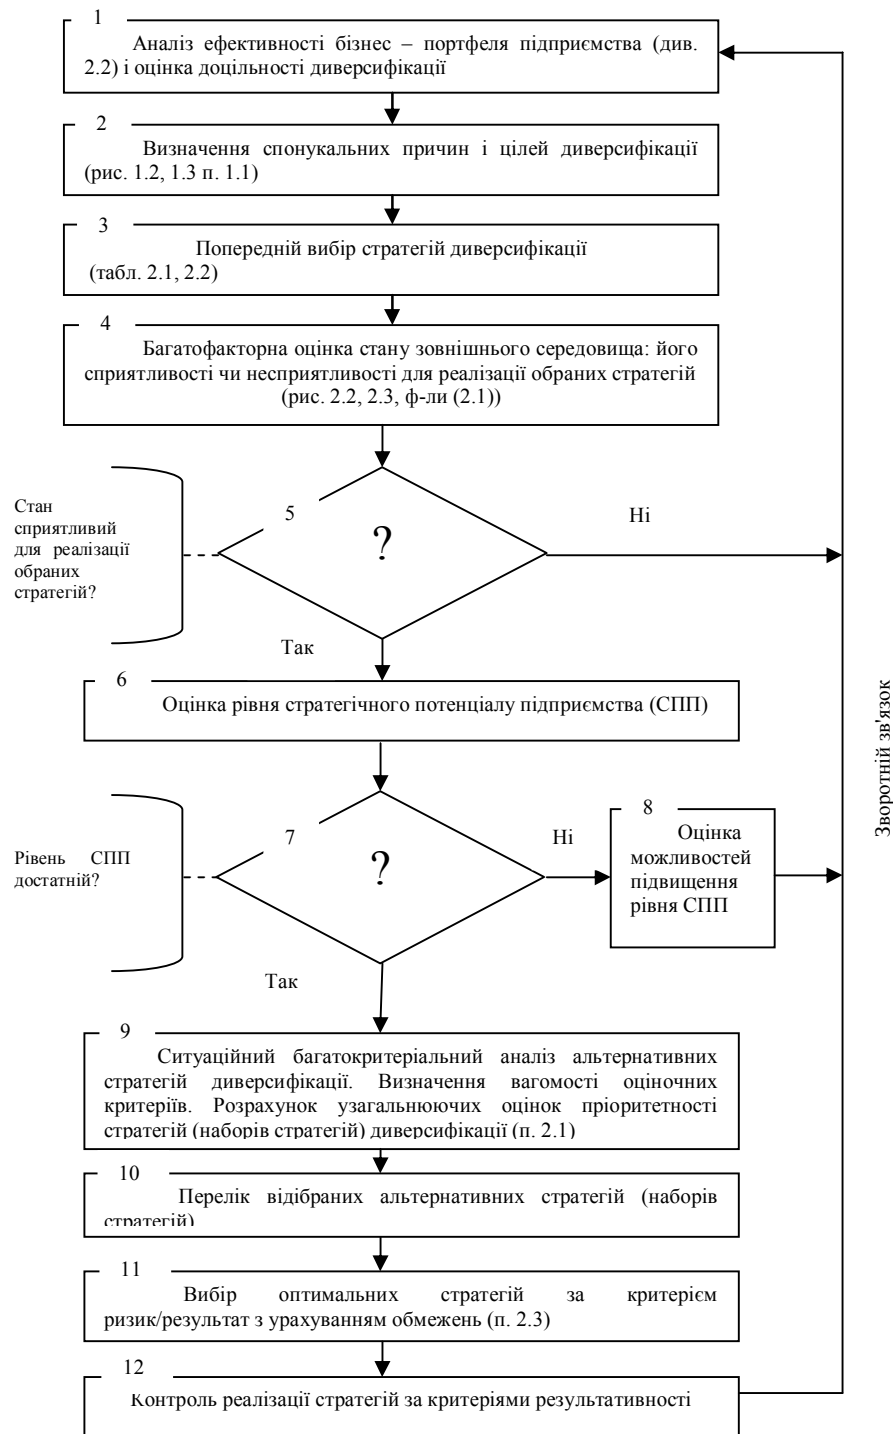 1
Аналіз ефективності бізнес – портфеля підприємства (див.
2.2) і оцінка доцільності диверсифікації
2
Визначення спонукальних причин і цілей диверсифікації
(рис. 1.2, 1.3 п. 1.1)
3
Попередній вибір стратегій диверсифікації
(табл. 2.1, 2.2)
4
Багатофакторна оцінка стану зовнішнього середовища: його
сприятливості чи несприятливості для реалізації обраних стратегій
(рис. 2.2, 2.3, ф-ли (2.1))
Стан
сприятливий
для реалізації
обраних
стратегій?
5
?
Ні
Так
6
Оцінка рівня стратегічного потенціалу підприємства (СПП)
Рівень СПП
достатній?
7
?
Ні
8
Оцінка
можливостей
підвищення
рівня СПП
Так
Зворотній зв'язок
9
Ситуаційний багатокритеріальний аналіз альтернативних
стратегій диверсифікації. Визначення вагомості оціночних
критеріїв. Розрахунок узагальнюючих оцінок пріоритетності
стратегій (наборів стратегій) диверсифікації (п. 2.1)
10
Перелік відібраних альтернативних стратегій (наборів
стратегій)
11
Вибір оптимальних стратегій за критерієм
ризик/результат з урахуванням обмежень (п. 2.3)
12
Контроль реалізації стратегій за критеріями результативності